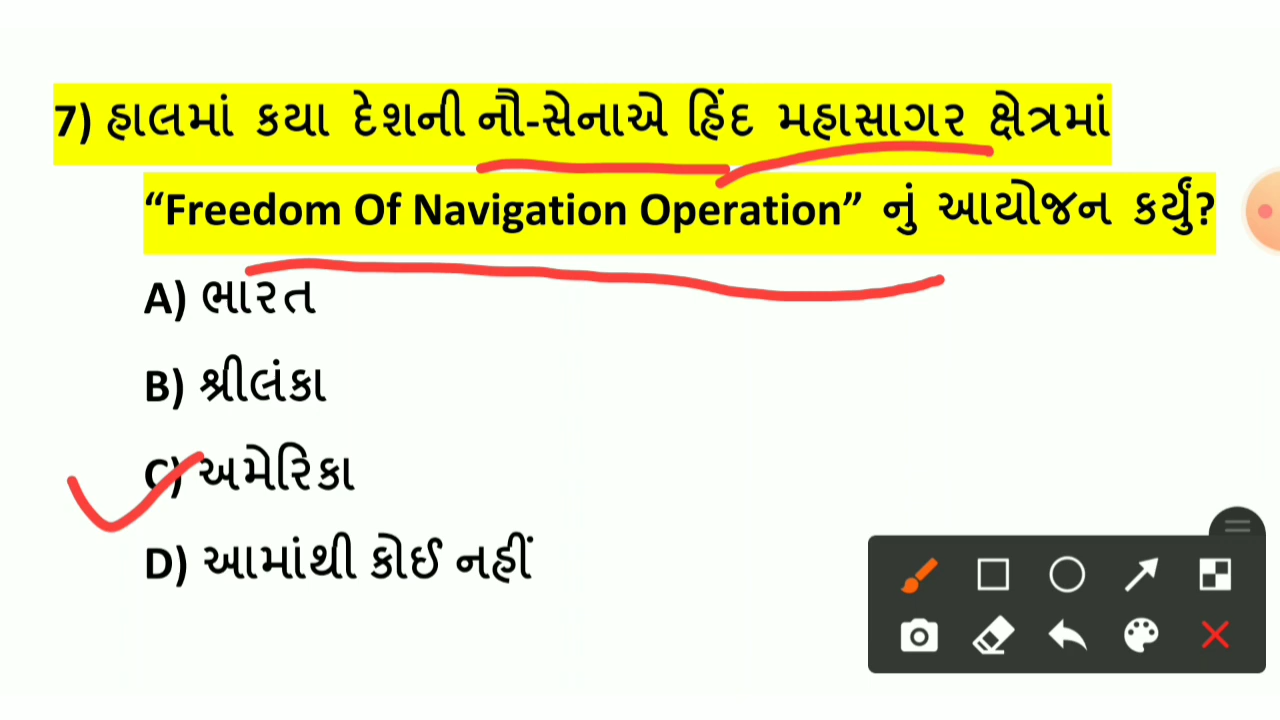 7) હાલમાં કયા દેશની નૌ-સેનાએ હિંદ મહાસાગર ક્ષેત્રમાં
“Freedom Of Navigation Operation” નું આયોજન કર્યું?
A) ભારત
B) શ્રીલંકા
C) અમેરિકા
D) આમાંથી કોઈ નહીં